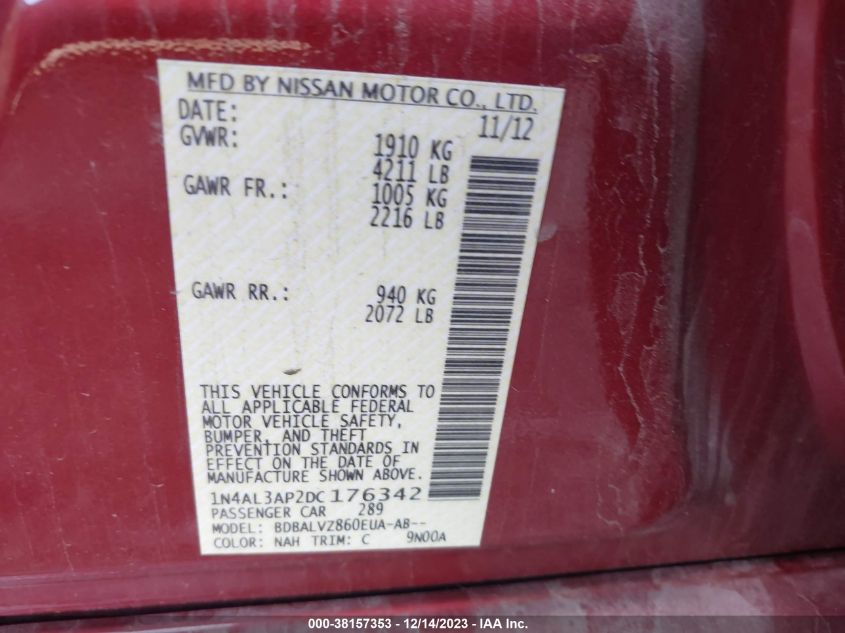 MFD BY NISSAN MOTOR CO., LTD.
DATE: 11/12
GVWR: 1910 KG
4211 LB
GAWR FR.: 1005 KG
2216 LB
GAWR RR.: 940 KG
2072 LB
THIS VEHICLE CONFORMS TO
ALL APPLICABLE FEDERAL
MOTOR VEHICLE SAFETY,
BUMPER, AND THEFT
PREVENTION STANDARDS IN
EFFECT ON THE DATE OF
MANUFACTURE SHOWN ABOVE.
1N4AL3AP2DC176342
PASSENGER CAR 289
MODEL: BDBALVZ860EUA-AB--
COLOR: NAH TRIM: C 9N00A
000-38157353 - 12/14/2023 - IAA Inc.